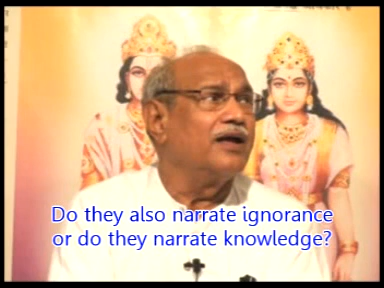 Do they also narrate ignorance
or do they narrate knowledge?